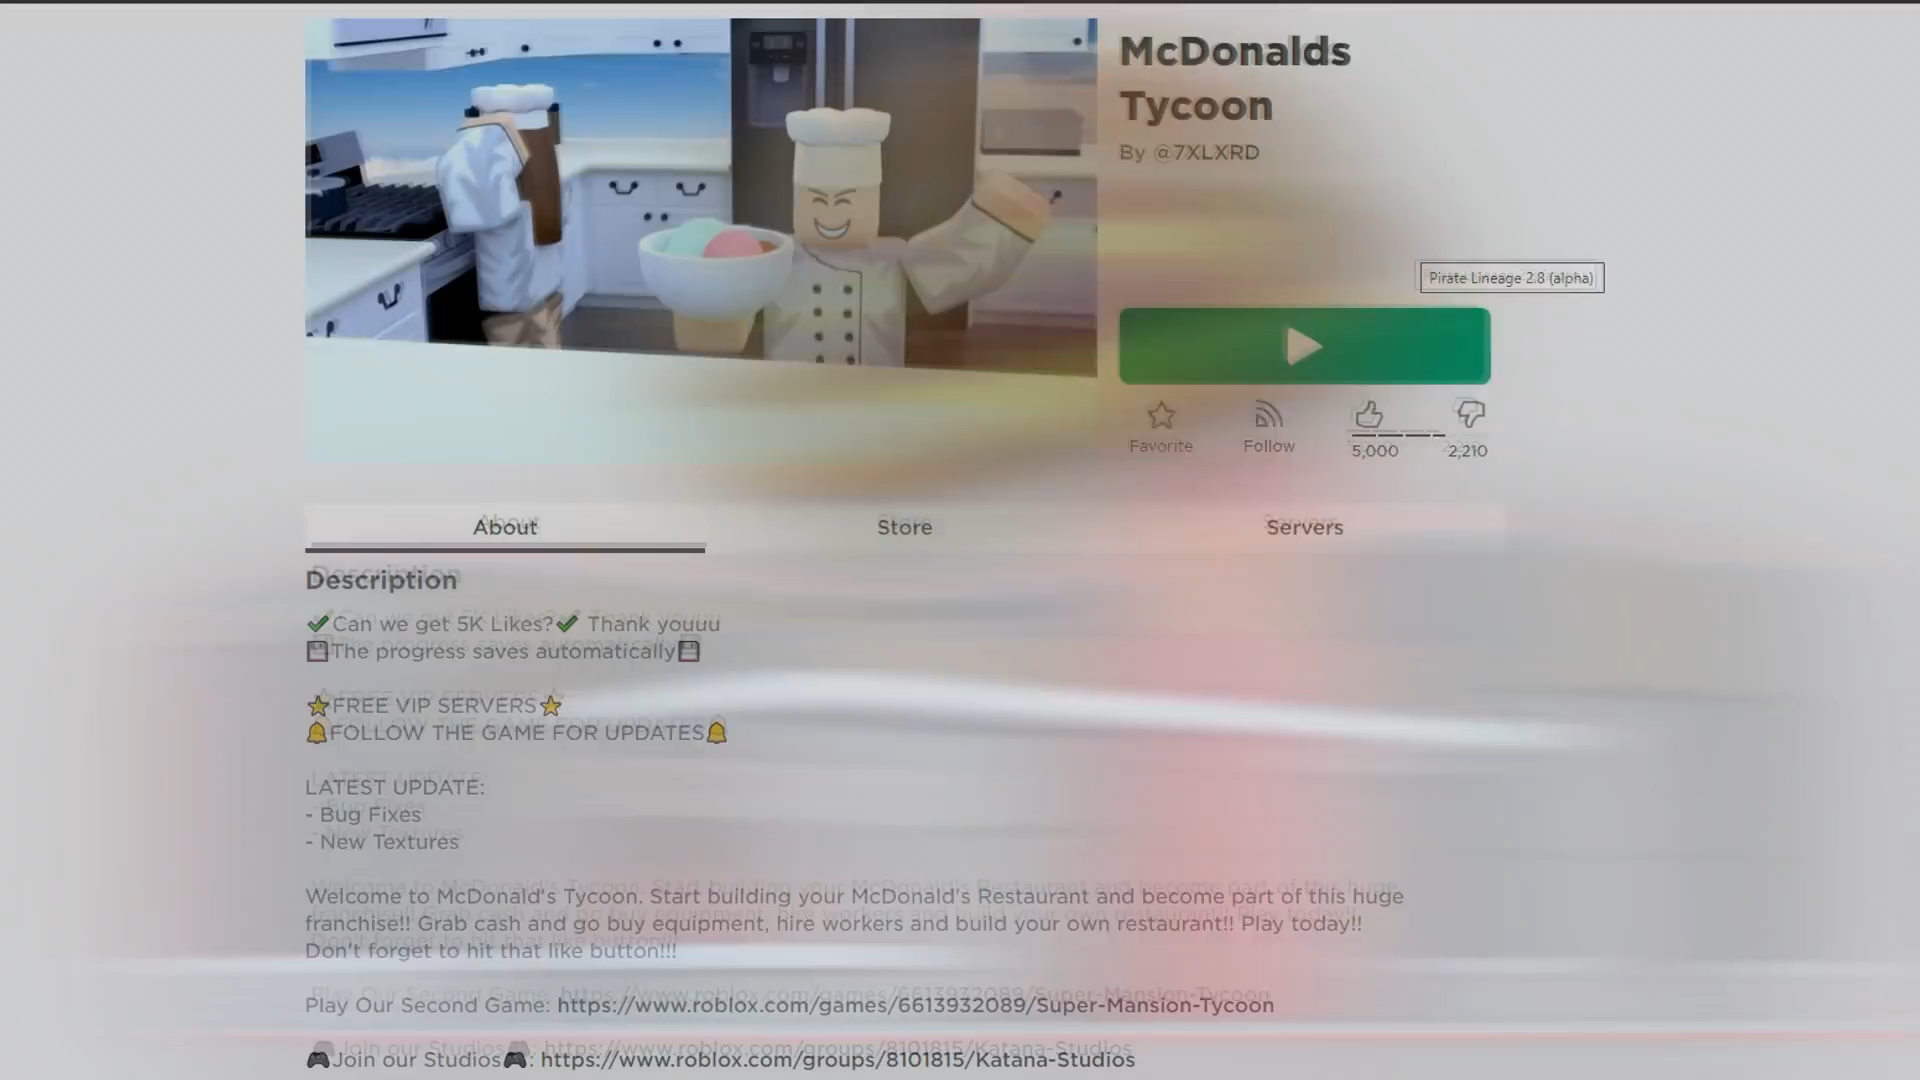 McDonalds
Tycoon
By @7XLXRD
Pirate Lineage 2.8 (alpha)
Favorite
Follow
5,000
2,210
About
Store
Servers
Description
✔Can we get 5K Likes?✔ Thank youuu
💾The progress saves automatically💾
⭐FREE VIP SERVERS⭐
🔔FOLLOW THE GAME FOR UPDATES🔔
LATEST UPDATE:
- Bug Fixes
- New Textures
Welcome to McDonald's Tycoon. Start building your McDonald's Restaurant and become part of this huge
franchise!! Grab cash and go buy equipment, hire workers and build your own restaurant!! Play today!!
Don't forget to hit that like button!!!
Play Our Second Game: https://www.roblox.com/games/6613932089/Super-Mansion-Tycoon
🎮Join our Studios🎮: https://www.roblox.com/groups/8101815/Katana-Studios